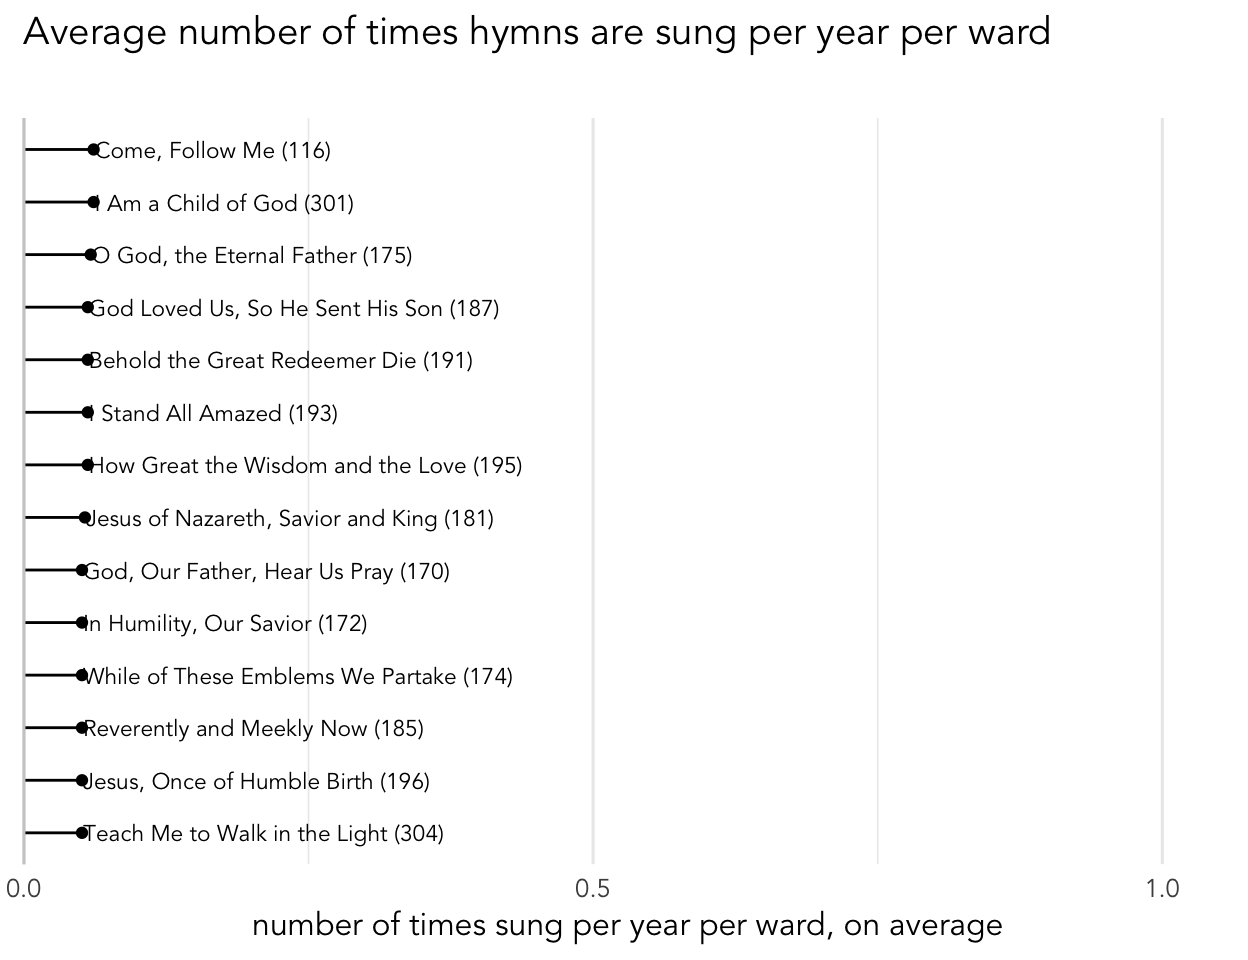 Average number of times hymns are sung per year per ward
Come, Follow Me (116)
I Am a Child of God (301)
O God, the Eternal Father (175)
God Loved Us, So He Sent His Son (187)
Behold the Great Redeemer Die (191)
I Stand All Amazed (193)
How Great the Wisdom and the Love (195)
Jesus of Nazareth, Savior and King (181)
God, Our Father, Hear Us Pray (170)
In Humility, Our Savior (172)
While of These Emblems We Partake (174)
Reverently and Meekly Now (185)
Jesus, Once of Humble Birth (196)
Teach Me to Walk in the Light (304)
0.0 0.5 1.0
number of times sung per year per ward, on average